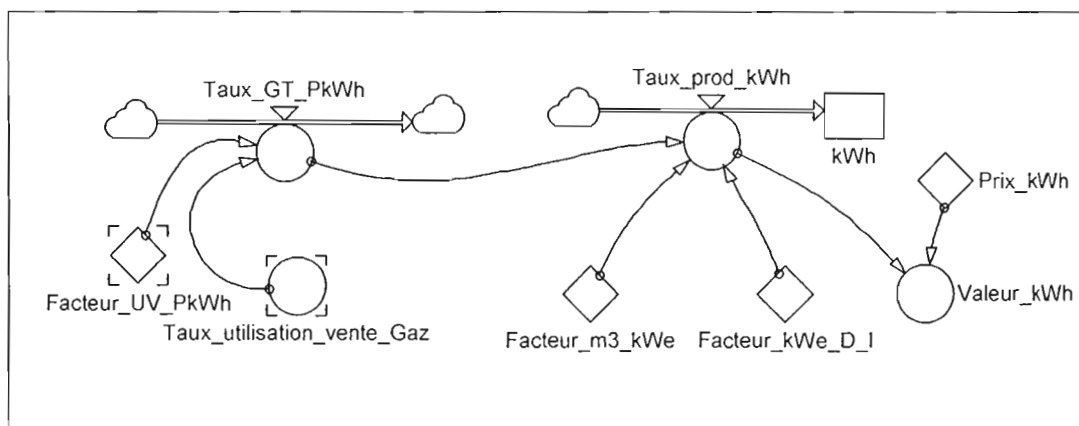 Taux_GT_PkWh
Taux_prod_kWh
kWh
Prix_kWh
Facteur_UV_PkWh
Taux_utilisation_vente_Gaz
Facteur_m3_kWe
Facteur_kWe_D_I
Valeur_kWh